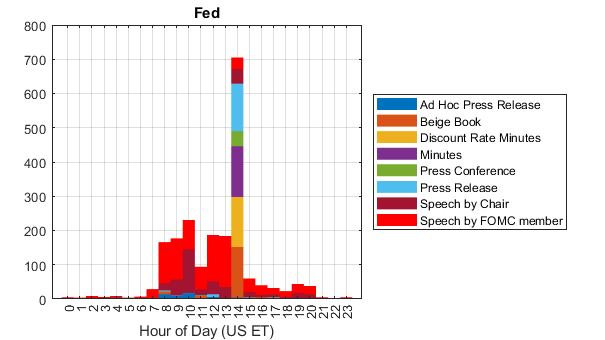 Fed
800
700
600
500
400
300
200
100
0
0 1 2 3 4 5 6 7 8 9 10 11 12 13 14 15 16 17 18 19 20 21 22 23
Hour of Day (US ET)
Ad Hoc Press Release
Beige Book
Discount Rate Minutes
Minutes
Press Conference
Press Release
Speech by Chair
Speech by FOMC member